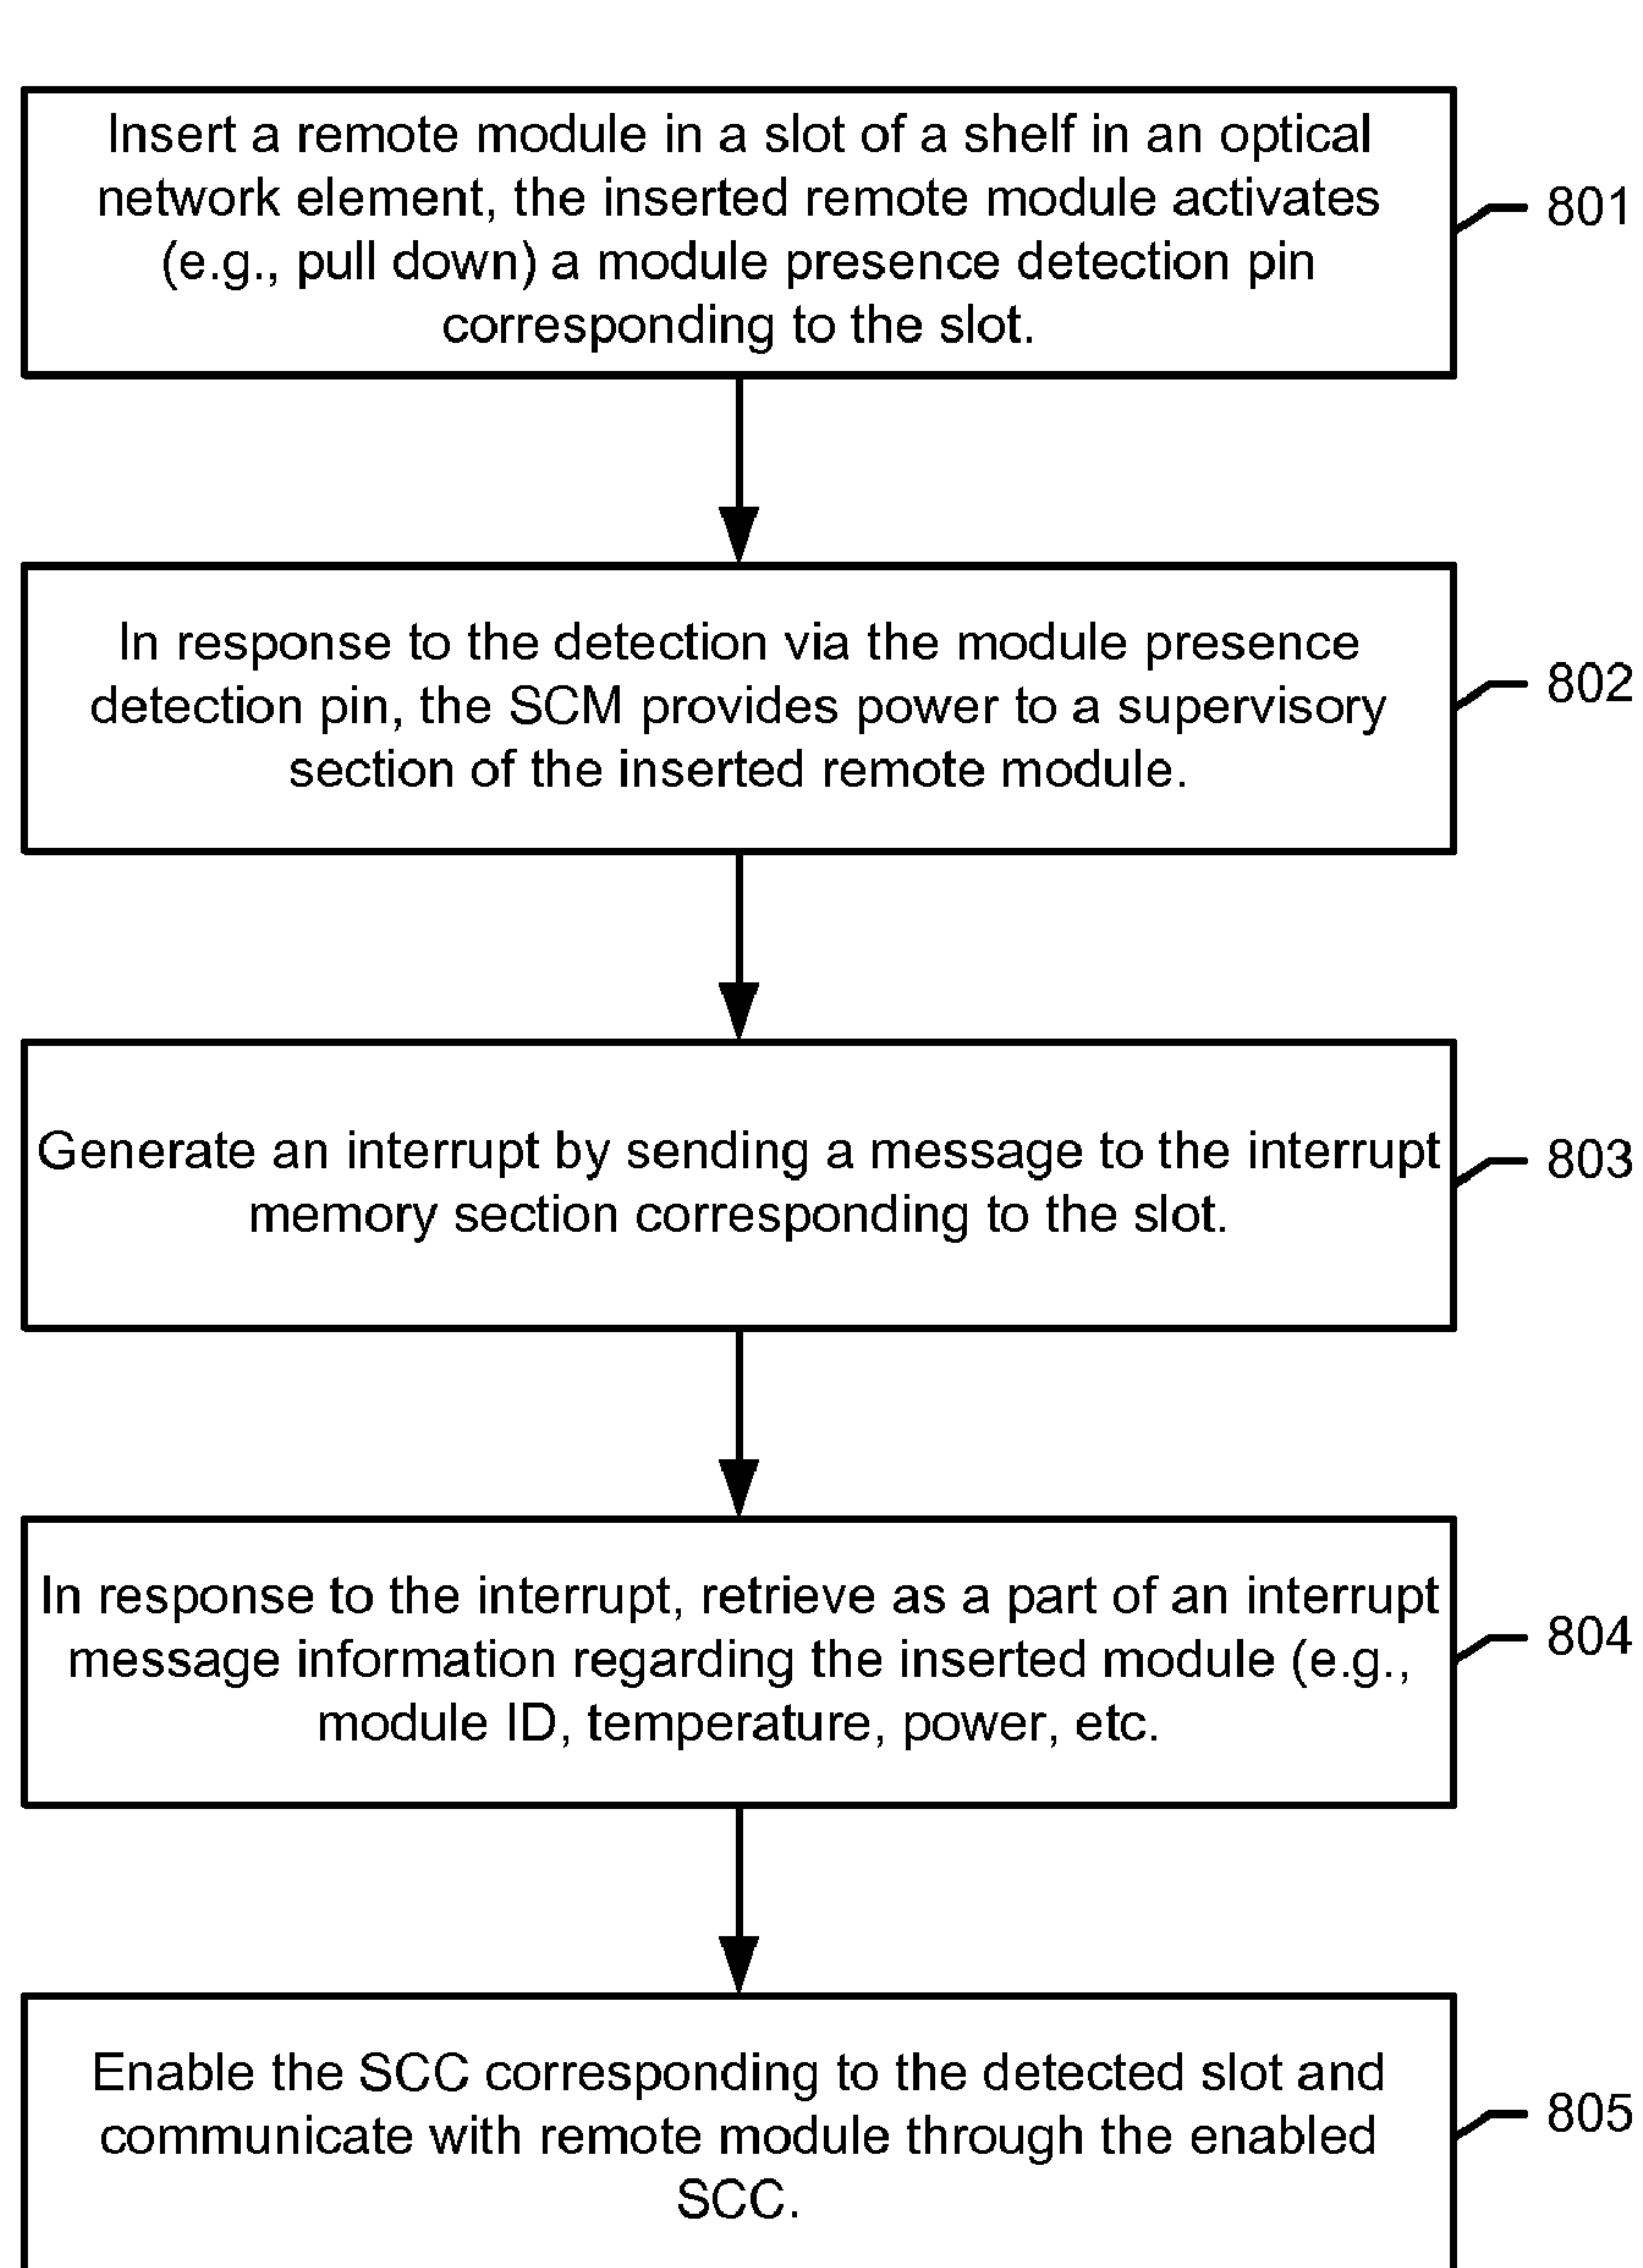 Insert a remote module in a slot of a shelf in an optical
network element, the inserted remote module activates
(e.g., pull down) a module presence detection pin
corresponding to the slot.
801
In response to the detection via the module presence
detection pin, the SCM provides power to a supervisory
section of the inserted remote module.
802
Generate an interrupt by sending a message to the interrupt
memory section corresponding to the slot.
803
In response to the interrupt, retrieve as a part of an interrupt
message information regarding the inserted module (e.g.,
module ID, temperature, power, etc.
804
Enable the SCC corresponding to the detected slot and
communicate with remote module through the enabled
SCC.
805